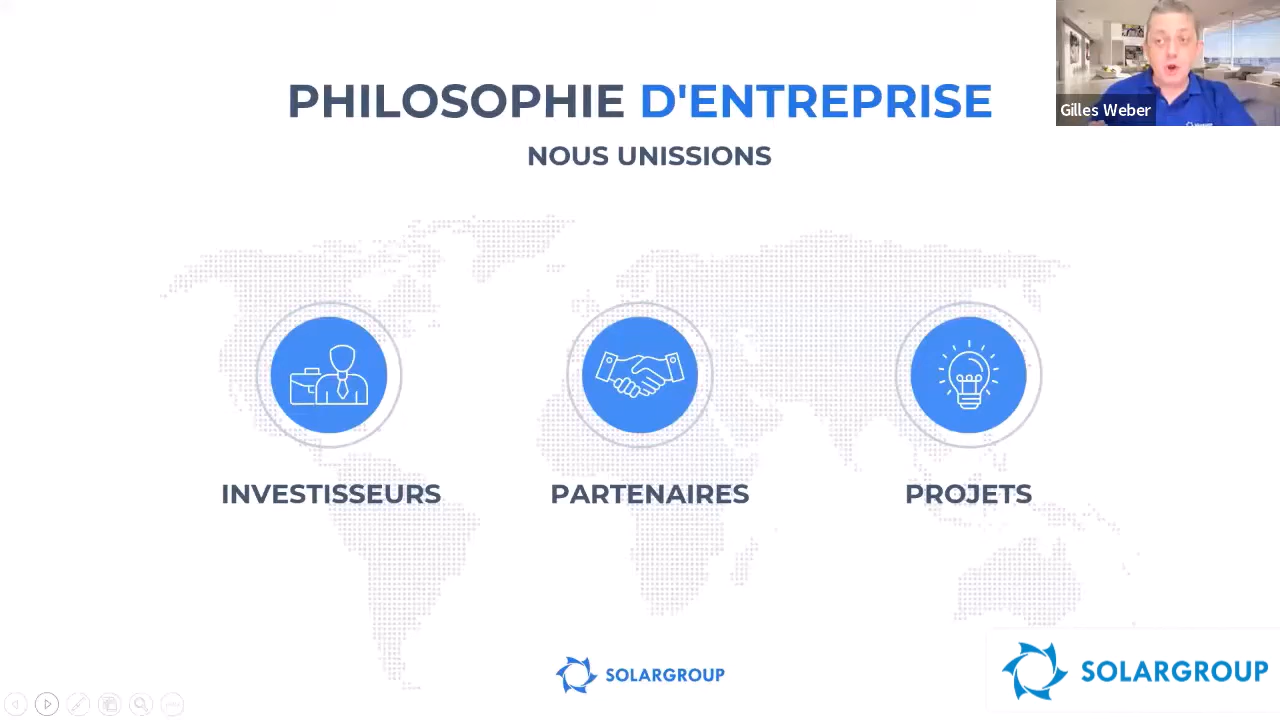 PHILOSOPHIE D'ENTREPRISE
NOUS UNISSIONS
Gilles Weber
INVESTISSEURS
PARTENAIRES
PROJETS
SOLARGROUP
SOLARGROUP